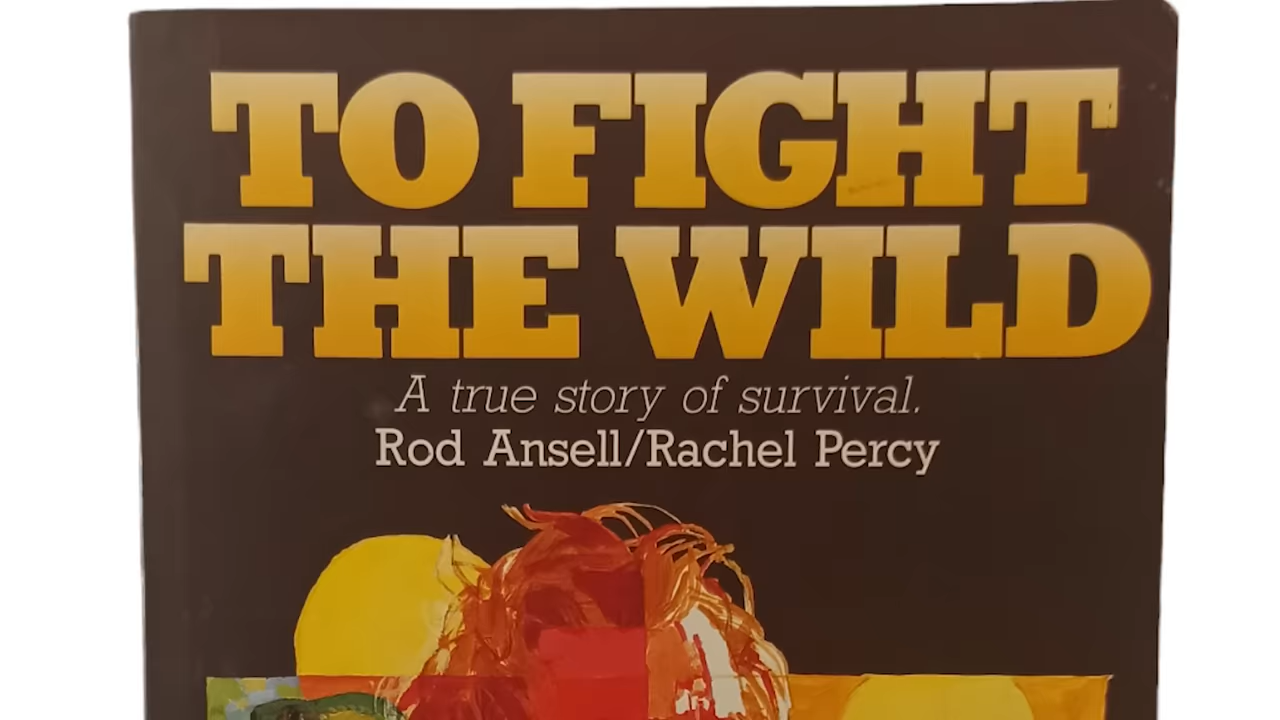 TO FIGHT
THE WILD
A true story of survival.
Rod Ansell/Rachel Percy